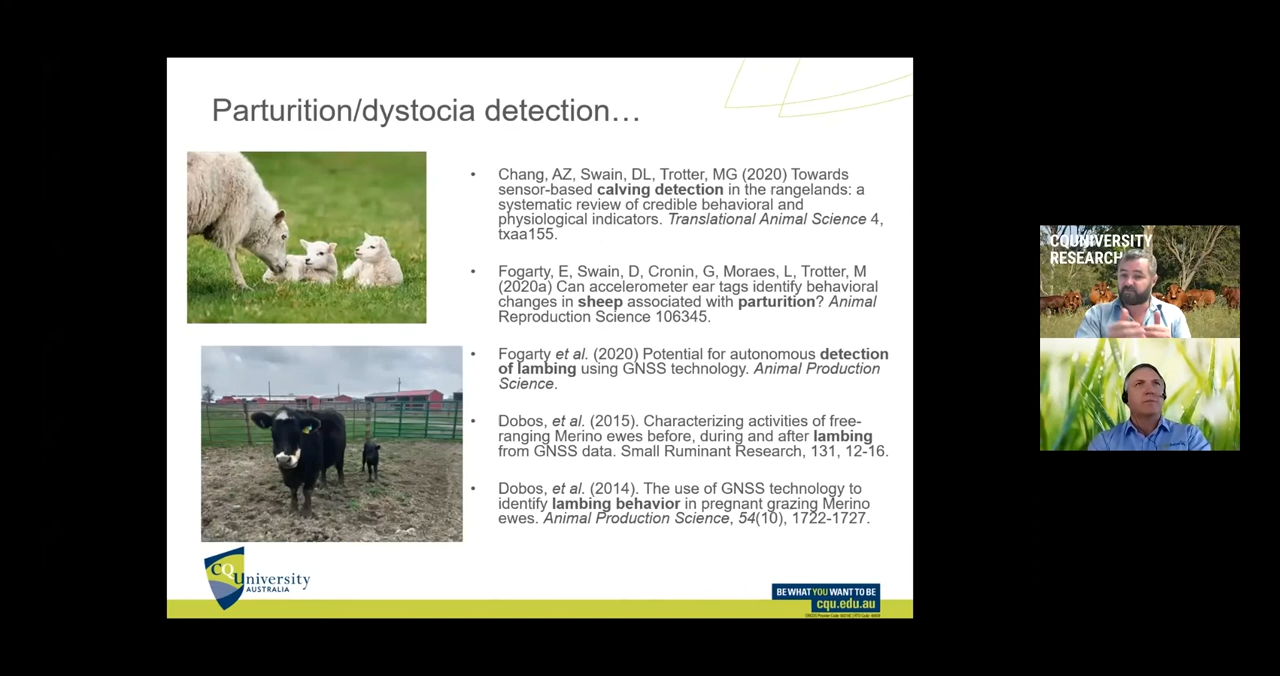 Parturition/dystocia detection…
• Chang, AZ, Swain, DL, Trotter, MG (2020) Towards
sensor-based calving detection in the rangelands: a
systematic review of credible behavioral and
physiological indicators. Translational Animal Science 4,
txaa155.
• Fogarty, E, Swain, D, Cronin, G, Moraes, L, Trotter, M
(2020a) Can accelerometer ear tags identify behavioral
changes in sheep associated with parturition? Animal
Reproduction Science 106345.
• Fogarty et al. (2020) Potential for autonomous detection
of lambing using GNSS technology. Animal Production
Science.
• Dobos, et al. (2015). Characterizing activities of free-
ranging Merino ewes before, during and after lambing
from GNSS data. Small Ruminant Research, 131, 12-16.
• Dobos, et al. (2014). The use of GNSS technology to
identify lambing behavior in pregnant grazing Merino
ewes. Animal Production Science, 54(10), 1722-1727.
CQUniversity
AUSTRALIA
BE WHAT YOU WANT TO BE
cqu.edu.au
CQUNIVERSITY
RESEARCH